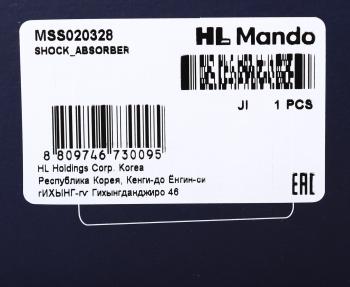 MSS020328
SHOCK_ABSORBER
HL Mando
JI 1 PCS
8 809746 730095
HL Holdings Corp. Korea
Республика Корея, Кенги-до Ёнгин-си
гИХЫНГ-гv Гихынгданджиро 46
EAC